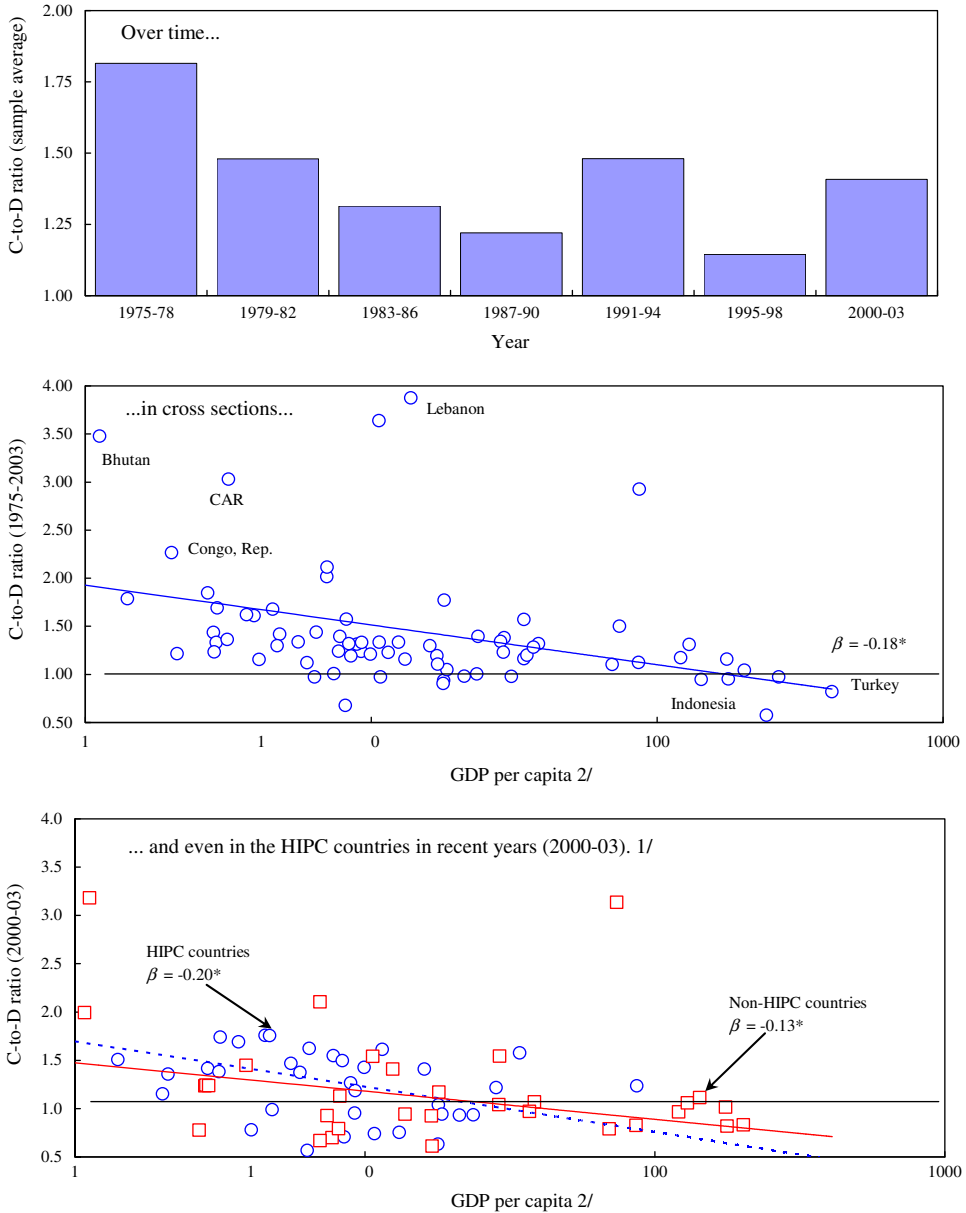 Over time...
C-to-D ratio (sample average)
2.00
1.75
1.50
1.25
1.00
1975-78 1979-82 1983-86 1987-90 1991-94 1995-98 2000-03
Year
...in cross sections...
C-to-D ratio (1975-2003)
4.00
3.50
3.00
2.50
2.00
1.50
1.00
0.50
Lebanon
Bhutan
CAR
Congo, Rep.
β = -0.18*
Turkey
Indonesia
1 1 0 100 1000
GDP per capita 2/
... and even in the HIPC countries in recent years (2000-03). 1/
C-to-D ratio (2000-03)
4.0
3.5
3.0
2.5
2.0
1.5
1.0
0.5
HIPC countries
β = -0.20*
Non-HIPC countries
β = -0.13*
1 1 0 100 1000
GDP per capita 2/